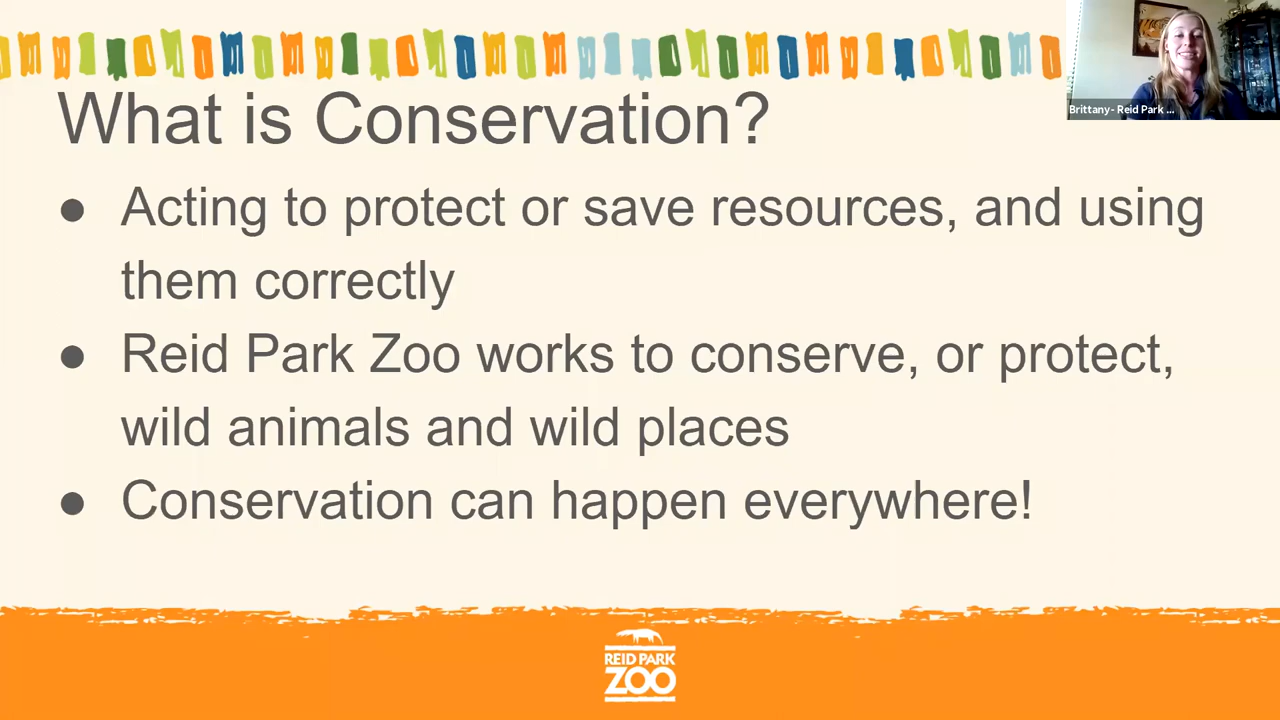 What is Conservation?
Brittany- Reid Park ...
● Acting to protect or save resources, and using
them correctly
● Reid Park Zoo works to conserve, or protect,
wild animals and wild places
● Conservation can happen everywhere!
REID PARK
ZOO